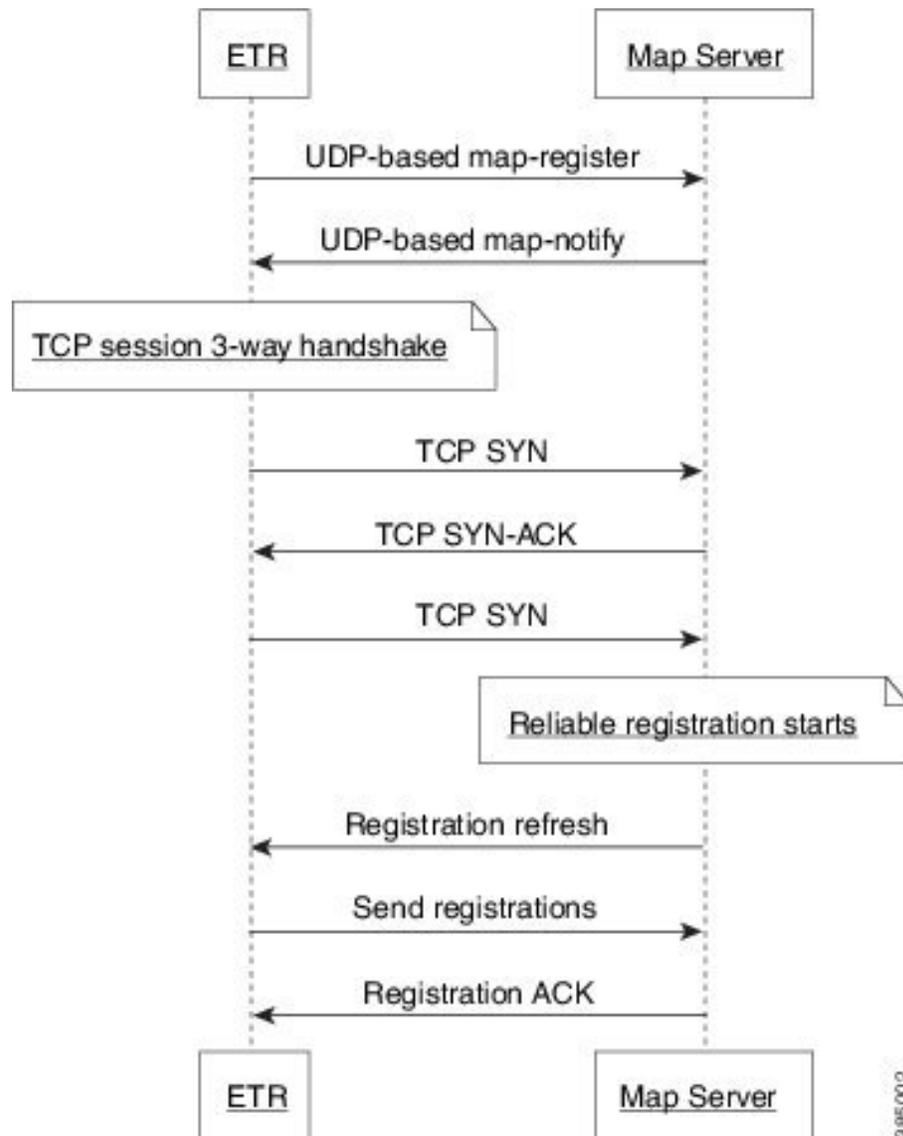 ETR
Map Server
UDP-based map-register
UDP-based map-notify
TCP session 3-way handshake
TCP SYN
TCP SYN-ACK
TCP SYN
Reliable registration starts
Registration refresh
Send registrations
Registration ACK
ETR
Map Server